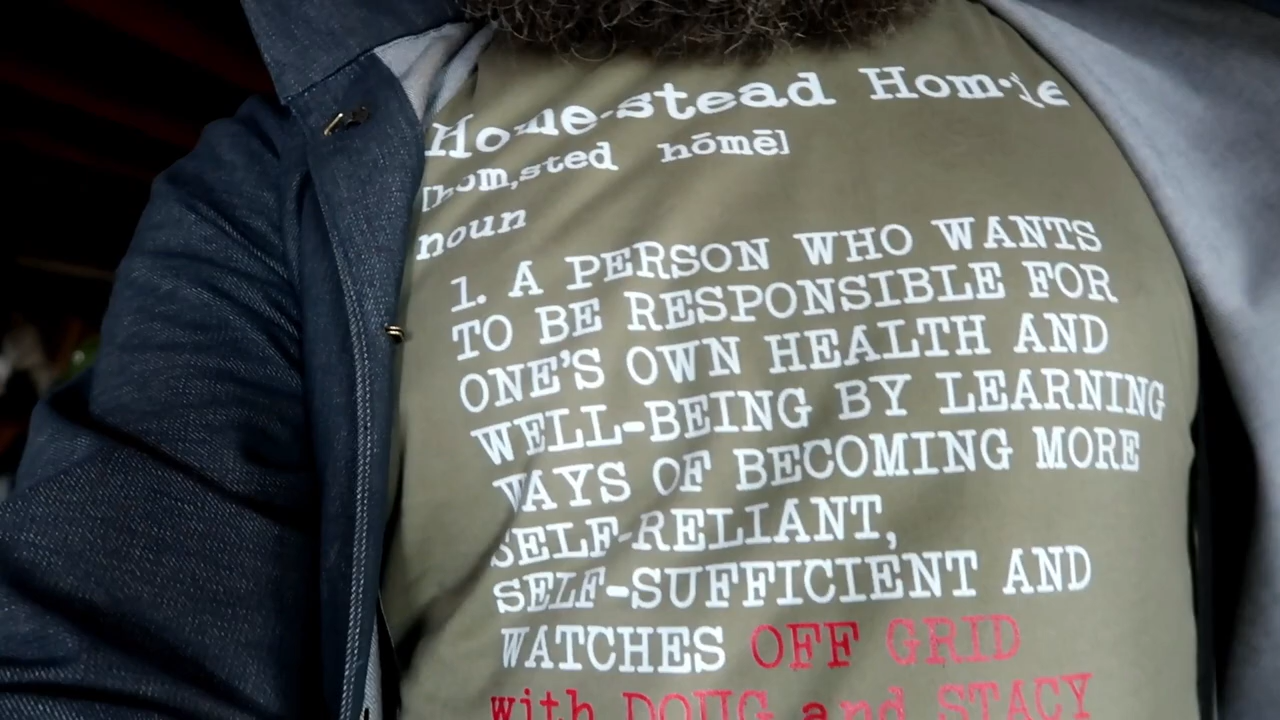 Home·stead Hom·ie
[hōm,sted hōmē]
noun
1. A PERSON WHO WANTS
TO BE RESPONSIBLE FOR
ONE'S OWN HEALTH AND
WELL-BEING BY LEARNING
WAYS OF BECOMING MORE
SELF-RELIANT,
SELF-SUFFICIENT AND
WATCHES OFF GRID
with DOUG and STACY